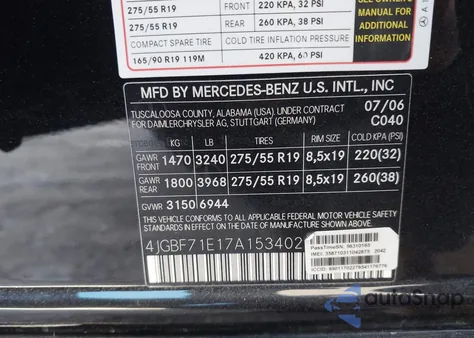 275/55 R19 220 KPA, 32 PSI
REAR
275/55 R19 260 KPA, 38 PSI
COMPACT SPARE TIRE COLD TIRE INFLATION PRESSURE
165/90 R19 119M 420 KPA, 60 PSI
SEE OWNER'S
MANUAL FOR
ADDITIONAL
INFORMATION
MFD BY MERCEDES-BENZ U.S. INTL., INC
TUSCALOOSA COUNTY, ALABAMA (USA). UNDER CONTRACT 07/06
FOR DAIMLERCHRYSLER AG, STUTTGART (GERMANY) C040
KG LB TIRES RIM SIZE COLD KPA (PSI)
GAWR FRONT 1470 3240 275/55 R19 8,5x19 220(32)
GAWR REAR 1800 3968 275/55 R19 8,5x19 260(38)
GVWR 3150 6944
THIS VEHICLE CONFORMS TO ALL APPLICABLE
FEDERAL MOTOR VEHICLE SAFETY STANDARDS
IN EFFECT ON THE DATE OF MANUFACTURE SHOWN
ABOVE
4JGBF71E17A153402
AutoSnap